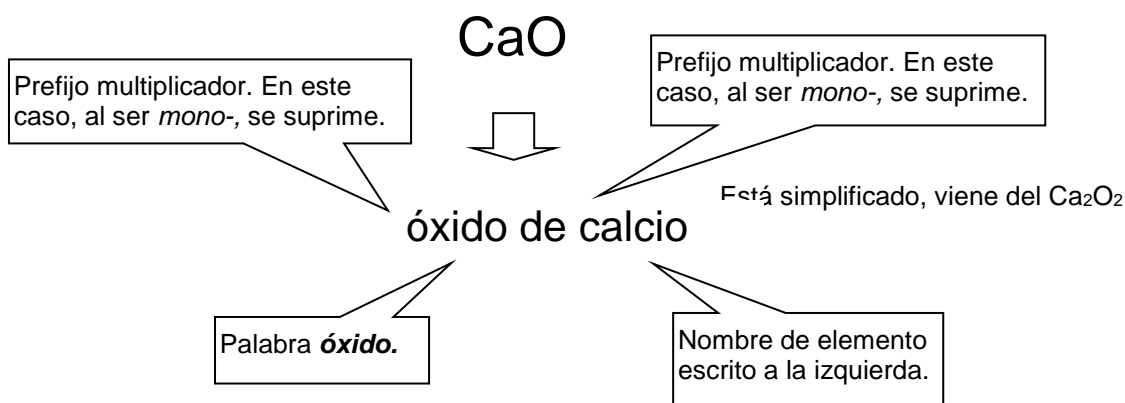 CaO
Prefijo multiplicador. En este
caso, al ser mono-, se suprime.
Prefijo multiplicador. En este
caso, al ser mono-, se suprime.
Está simplificado, viene del Ca₂O₂
óxido de calcio
Palabra óxido.
Nombre de elemento
escrito a la izquierda.